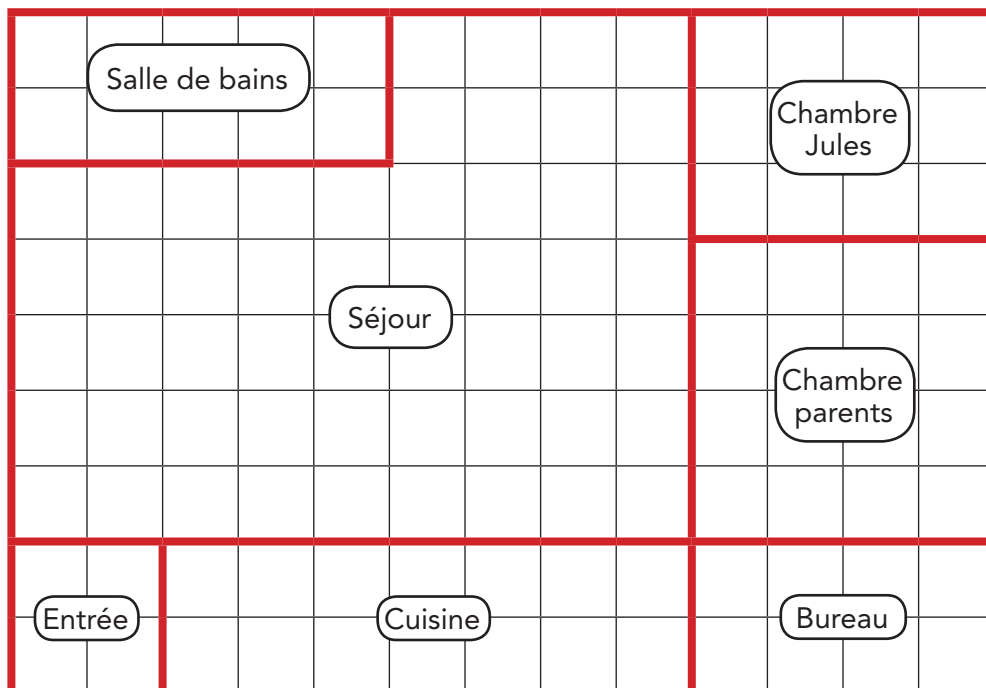 Salle de bains
Chambre
Jules
Séjour
Chambre
parents
Entrée
Cuisine
Bureau